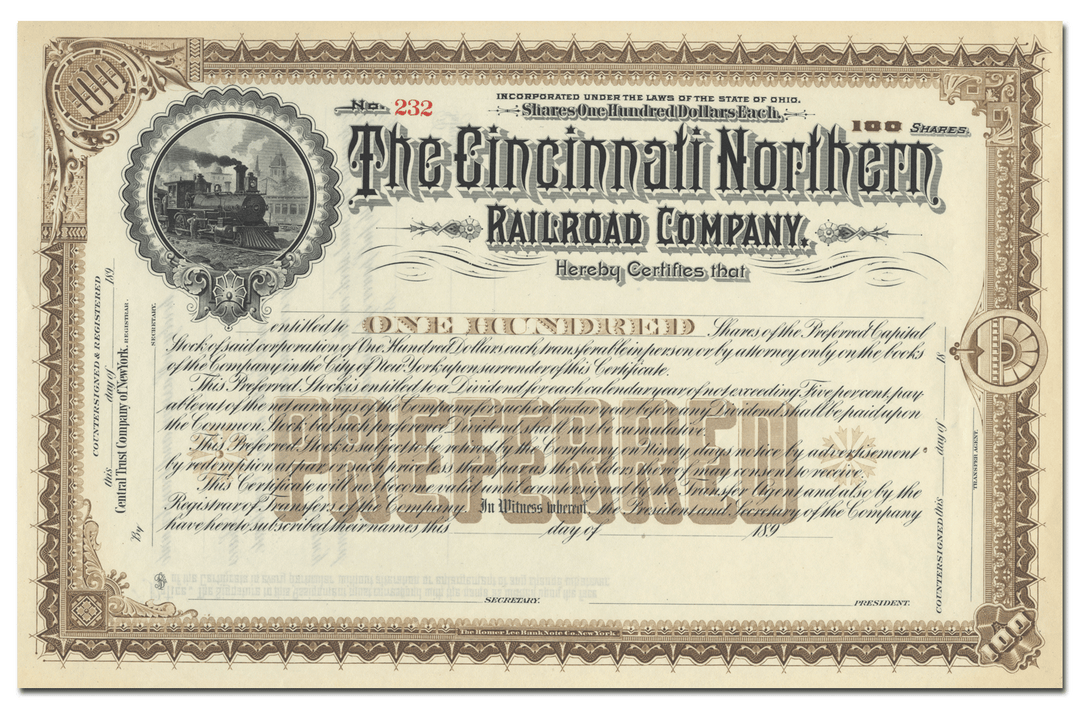 INCORPORATED UNDER THE LAWS OF THE STATE OF OHIO.
No. 232
Shares One Hundred Dollars Each.
100 SHARES.
The Cincinnati Northern
RAILROAD COMPANY.
Hereby Certifies that
entitled to ONE HUNDRED Shares of the Preferred Capital
Stock of said corporation of One Hundred Dollars each, transferable in person or by attorney only on the books
of the Company in the City of New York upon surrender of this Certificate.
This Preferred Stock is entitled to a Dividend for each calendar year of not exceeding Five per cent, pay
able out of the net earnings of the Company for such calendar year before any Dividend shall be paid upon
the Common Stock but such preference Dividend shall not be cumulative.
This Preferred Stock is subject to be retired by the Company on Ninety days notice by advertisement
by redemption at par or such price less than par as the holders thereof may consent to receive.
This Certificate will not become valid until countersigned by the Transfer Agent and also by the
Registrar of Transfers of the Company. In Witness whereof, the President and Secretary of the Company
have hereto subscribed their names this day of 189
PREFERRED
SECRETARY.
PRESIDENT.
COUNTERSIGNED & REGISTERED
this day of 189
Central Trust Company of New York. REGISTRAR.
By SECRETARY.
COUNTERSIGNED this day of 18
TRANSFER AGENT.
The Homer Lee Bank Note Co. New York.
100